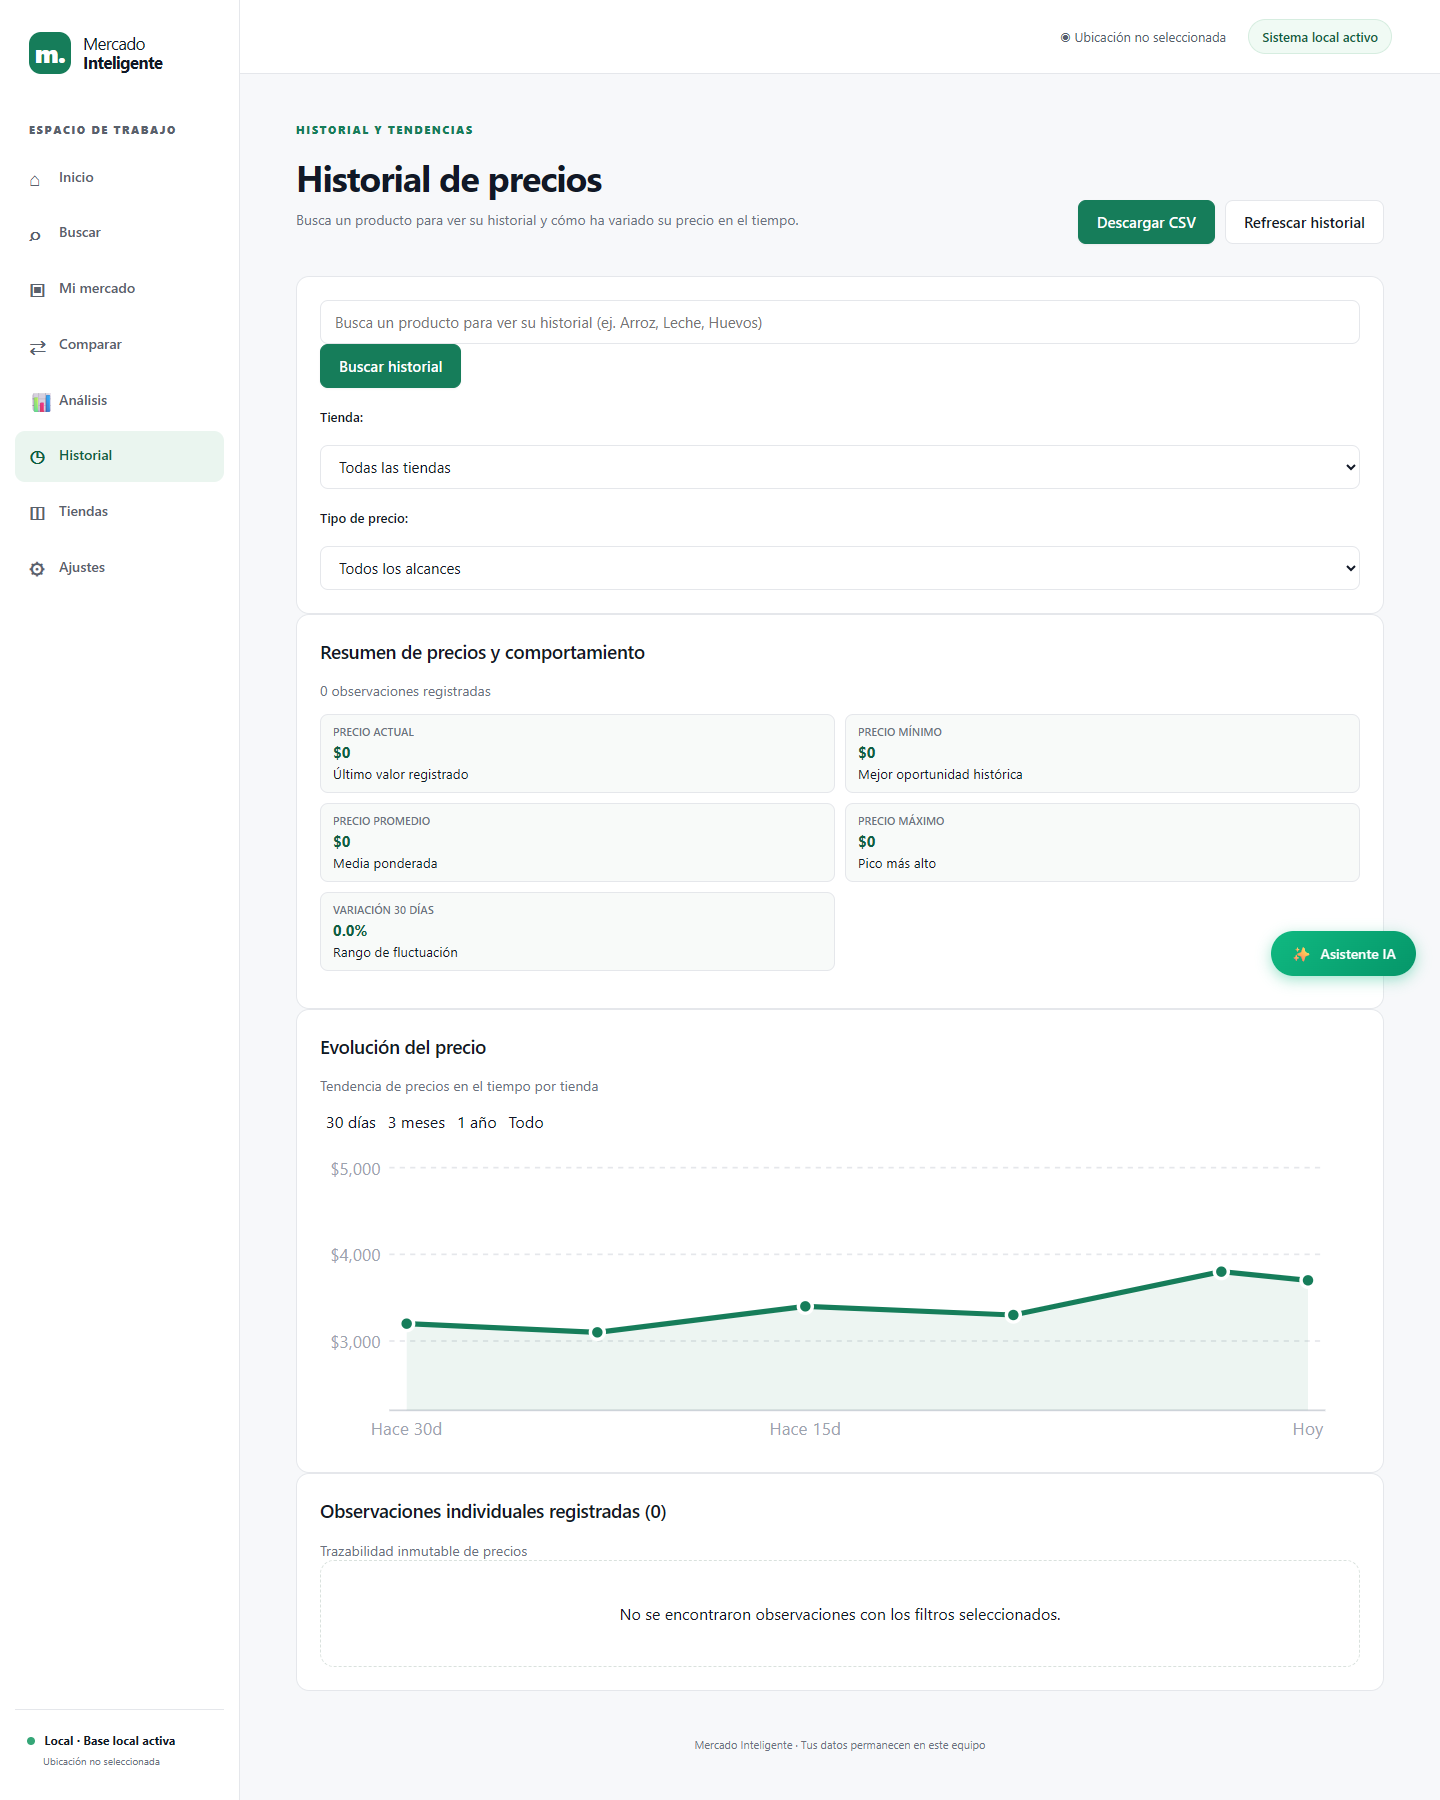 m.
Mercado
Inteligente
ESPACIO DE TRABAJO
Inicio
Buscar
Mi mercado
Comparar
Análisis
Historial
Tiendas
Ajustes
Local · Base local activa
Ubicación no seleccionada
Ubicación no seleccionada
Sistema local activo
HISTORIAL Y TENDENCIAS
Historial de precios
Busca un producto para ver su historial y cómo ha variado su precio en el tiempo.
Descargar CSV
Refrescar historial
Busca un producto para ver su historial (ej. Arroz, Leche, Huevos)
Buscar historial
Tienda:
Todas las tiendas
Tipo de precio:
Todos los alcances
Resumen de precios y comportamiento
0 observaciones registradas
PRECIO ACTUAL
$0
Último valor registrado
PRECIO MÍNIMO
$0
Mejor oportunidad histórica
PRECIO PROMEDIO
$0
Media ponderada
PRECIO MÁXIMO
$0
Pico más alto
VARIACIÓN 30 DÍAS
0.0%
Rango de fluctuación
Asistente IA
Evolución del precio
Tendencia de precios en el tiempo por tienda
30 días 3 meses 1 año Todo
$5,000
$4,000
$3,000
Hace 30d Hace 15d Hoy
Observaciones individuales registradas (0)
Trazabilidad inmutable de precios
No se encontraron observaciones con los filtros seleccionados.
Mercado Inteligente · Tus datos permanecen en este equipo